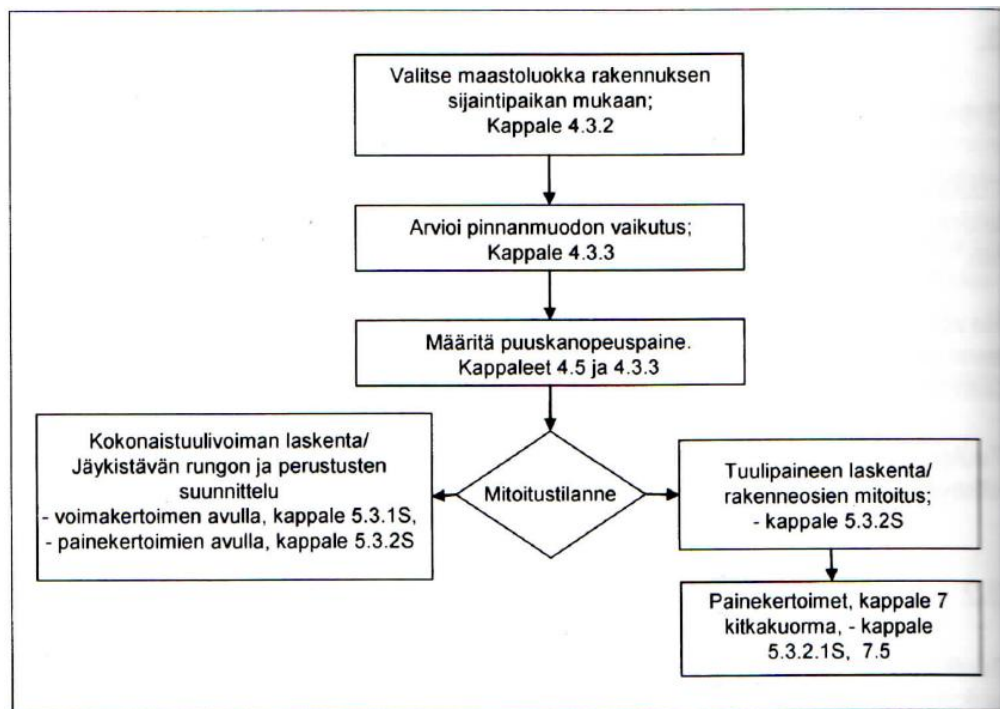 Valitse maastoluokka rakennuksen
sijaintipaikan mukaan;
Kappale 4.3.2
Arvioi pinnanmuodon vaikutus;
Kappale 4.3.3
Määritä puuskanopeuspaine.
Kappaleet 4.5 ja 4.3.3
Kokonaistuulivoiman laskenta/
Jäykistävän rungon ja perustusten
suunnittelu
- voimakertoimen avulla, kappale 5.3.1S,
- painekertoimien avulla, kappale 5.3.2S
Mitoitustilanne
Tuulipaineen laskenta/
rakenneosien mitoitus;
- kappale 5.3.2S
Painekertoimet, kappale 7
kitkakuorma, - kappale
5.3.2.1S, 7.5